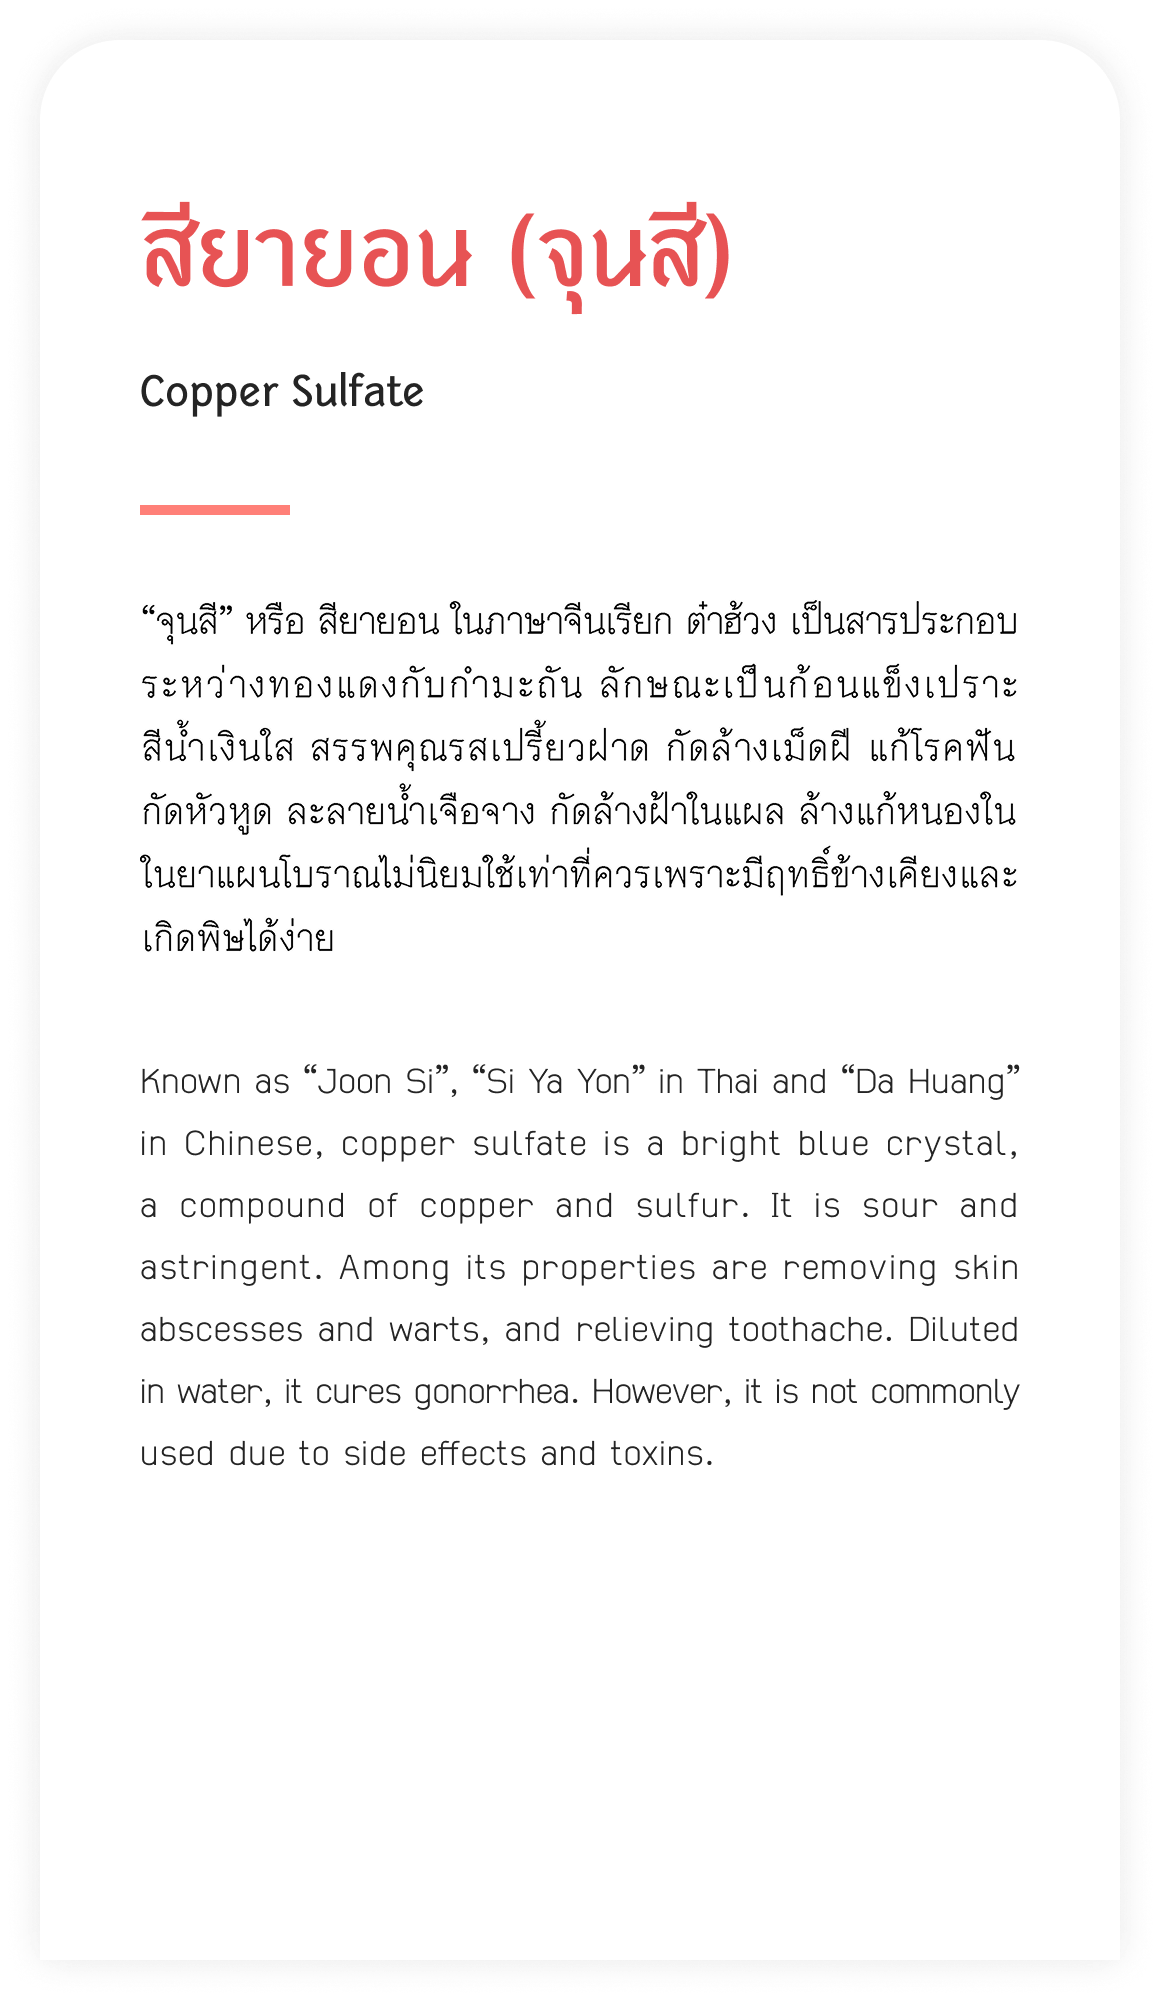 สียายอน (จุนสี)
Copper Sulfate
“จุนสี” หรือ สียายอน ในภาษาจีนเรียก ต๋าฮ้วง เป็นสารประกอบ
ระหว่างทองแดงกับกำมะถัน ลักษณะเป็นก้อนแข็งเปราะ
สีน้ำเงินใส สรรพคุณรสเปรี้ยวฝาด กัดล้างเม็ดฝี แก้โรคฟัน
กัดหัวหูด ละลายน้ำเจือจาง กัดล้างฝ้าในแผล ล้างแก้หนองใน
ในยาแผนโบราณไม่นิยมใช้เท่าที่ควรเพราะมีฤทธิ์ข้างเคียงและ
เกิดพิษได้ง่าย
Known as “Joon Si”, “Si Ya Yon” in Thai and “Da Huang”
in Chinese, copper sulfate is a bright blue crystal,
a compound of copper and sulfur. It is sour and
astringent. Among its properties are removing skin
abscesses and warts, and relieving toothache. Diluted
in water, it cures gonorrhea. However, it is not commonly
used due to side effects and toxins.